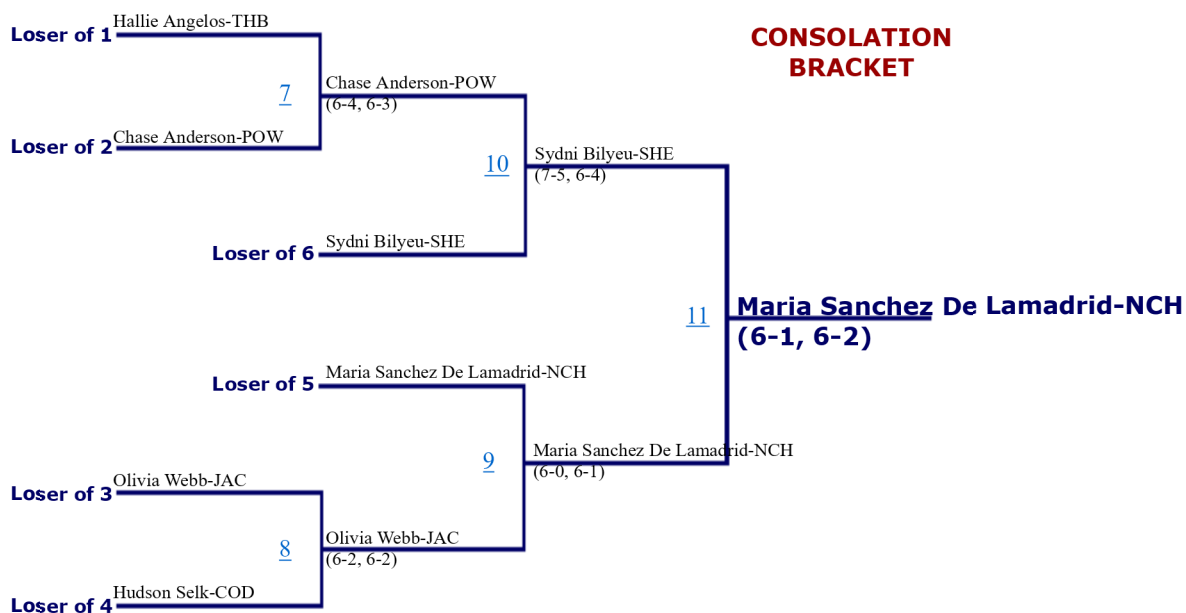 CONSOLATION
BRACKET
Loser of 1
Hallie Angelos-THB
7
Chase Anderson-POW
(6-4, 6-3)
Loser of 2
Chase Anderson-POW
10
Sydni Bilyeu-SHE
(7-5, 6-4)
Loser of 6
Sydni Bilyeu-SHE
11
Maria Sanchez De Lamadrid-NCH
(6-1, 6-2)
Loser of 5
Maria Sanchez De Lamadrid-NCH
9
Maria Sanchez De Lamadrid-NCH
(6-0, 6-1)
Loser of 3
Olivia Webb-JAC
8
Olivia Webb-JAC
(6-2, 6-2)
Loser of 4
Hudson Selk-COD